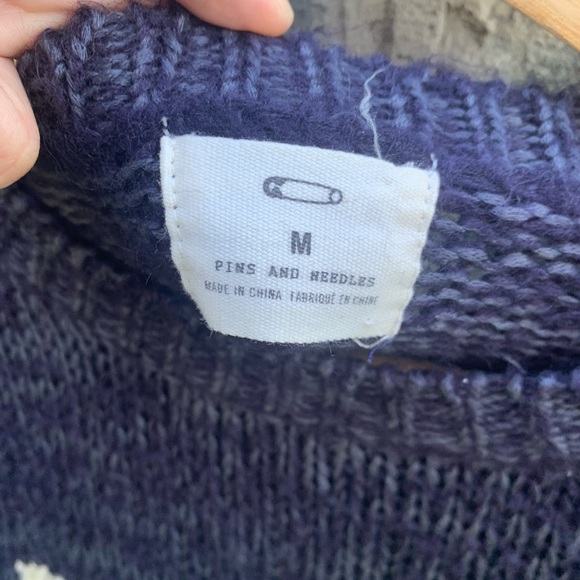 M
PINS AND NEEDLES
MADE IN CHINA FABRIQUÉ EN CHINE